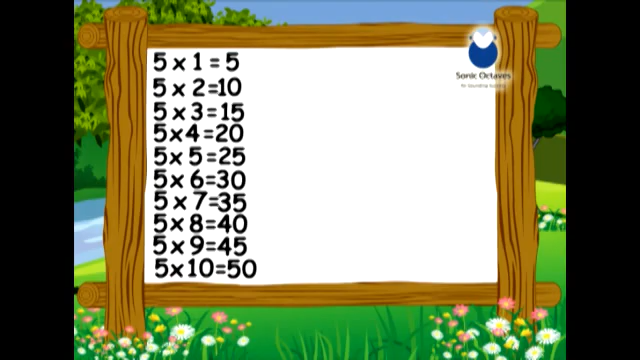 5 x 1 = 5
5 x 2=10
5 x 3=15
5x4=20
5x 5=25
5x 6=30
5x 7=35
5x 8=40
5x 9=45
5x10=50
Sonic Octaves